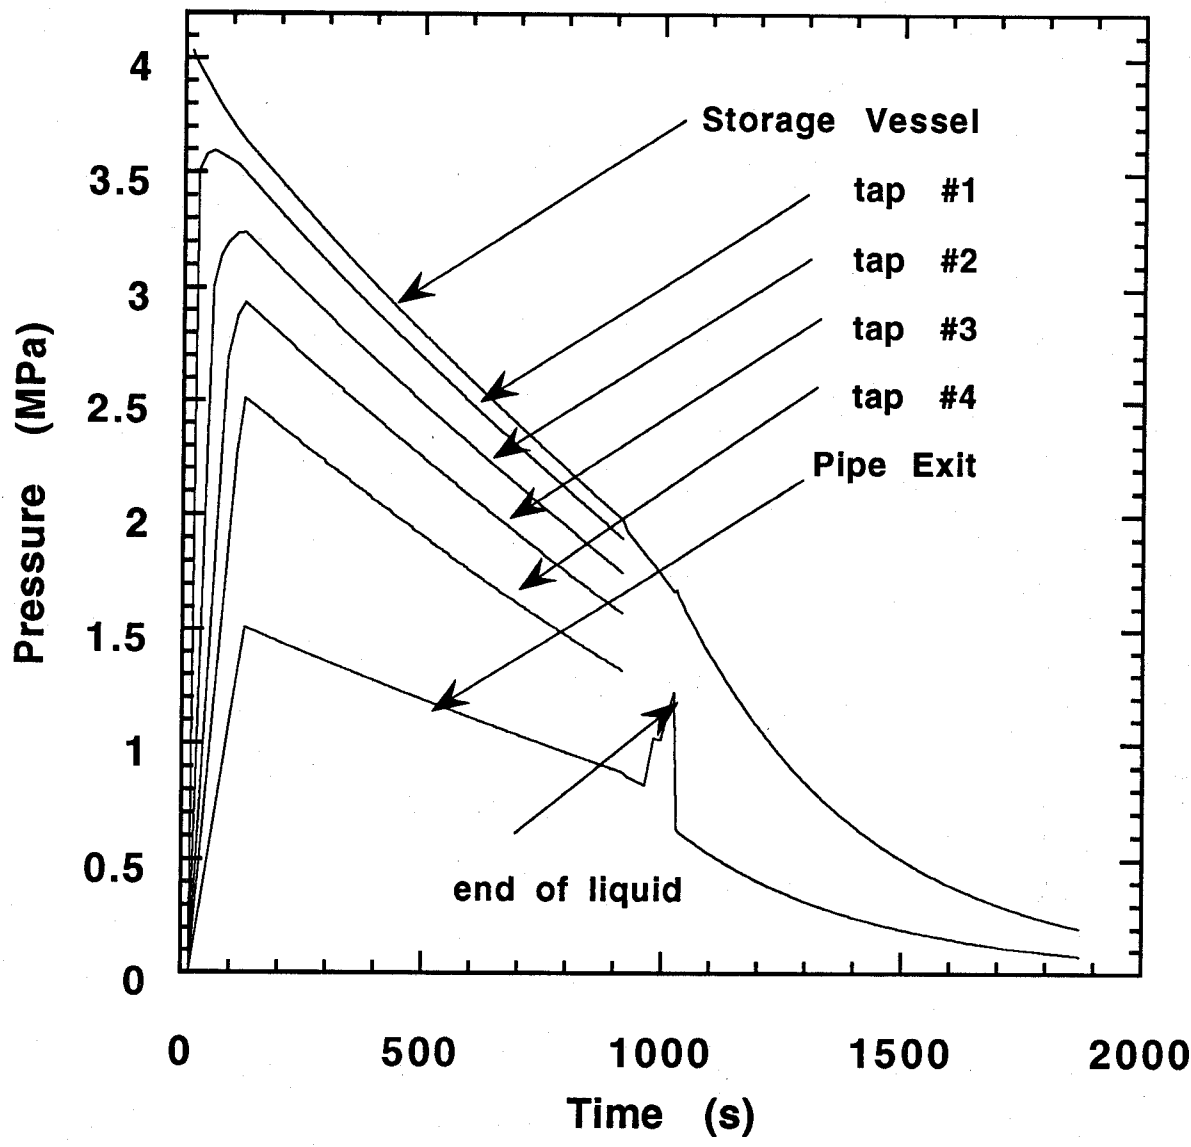 4
3.5
3
2.5
2
1.5
1
0.5
0
Pressure (MPa)
Storage Vessel
tap #1
tap #2
tap #3
tap #4
Pipe Exit
end of liquid
0 500 1000 1500 2000
Time (s)